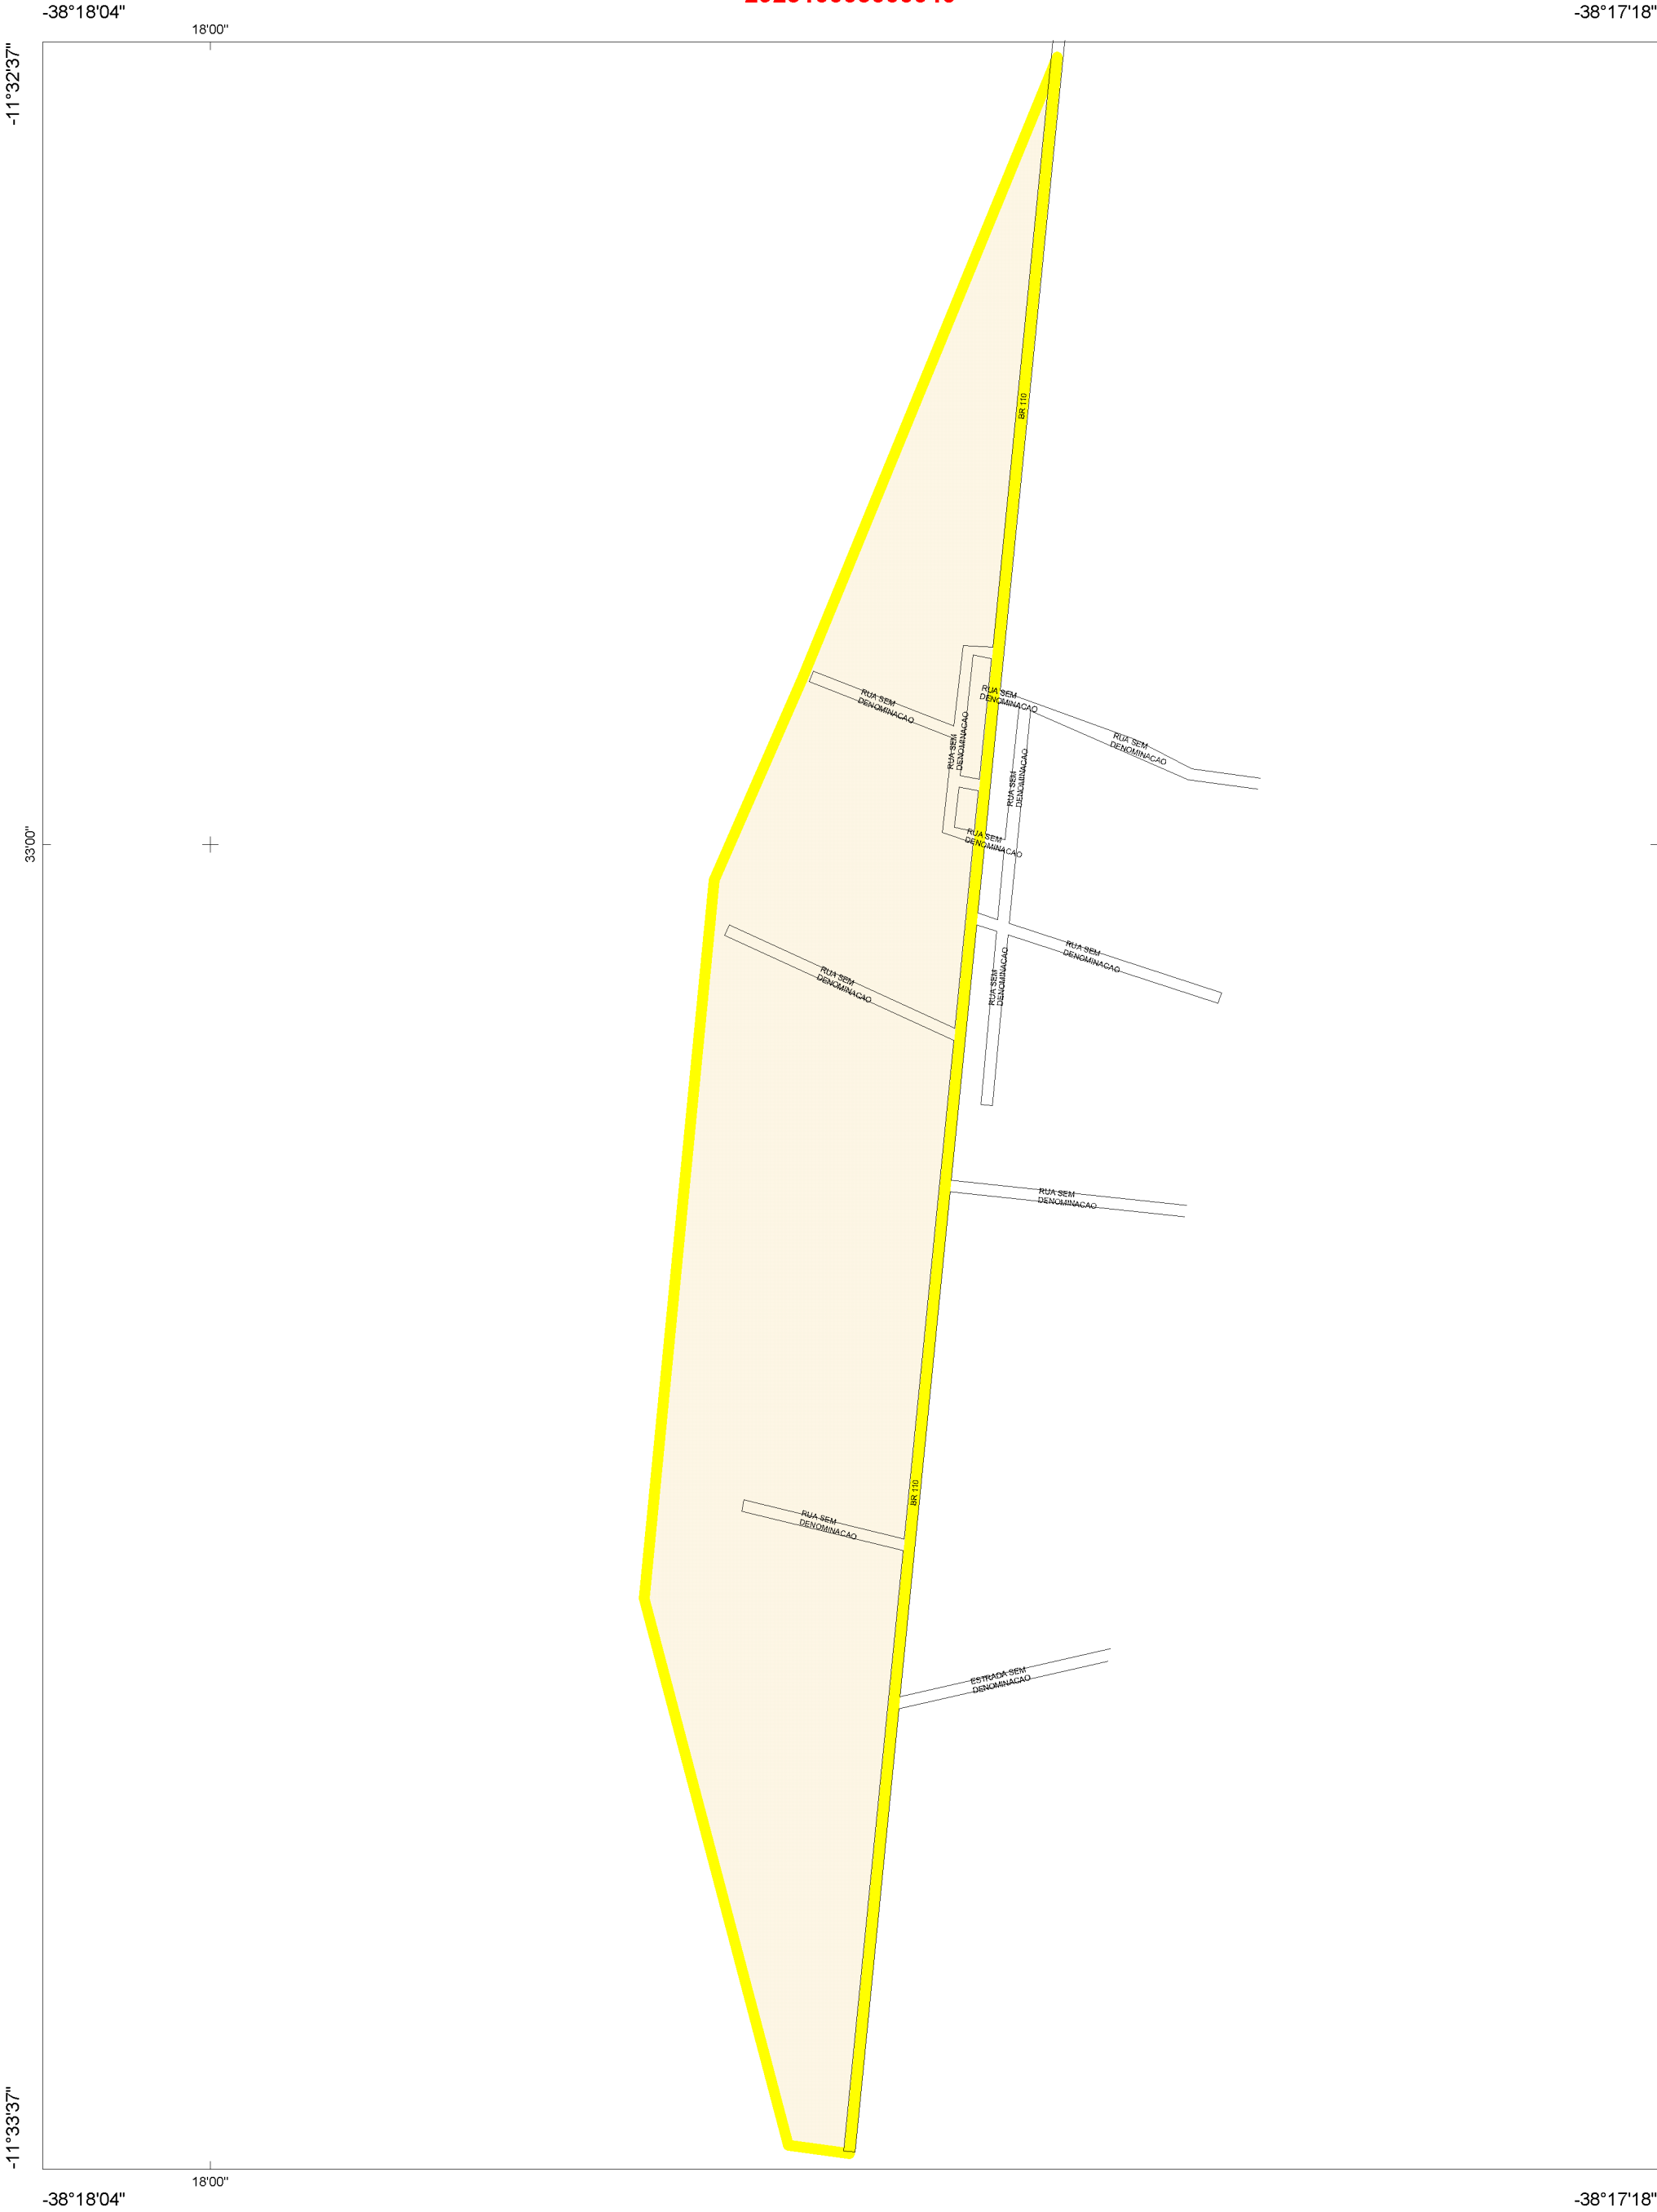 -38°18'04"
-38°17'18"
18'00"
-11°32'37"
BR 110
RUA SEM
DENOMINACAO
RUA SEM
DENOMINACAO
RUA SEM
DENOMINACAO
RUA SEM
DENOMINACAO
RUA SEM
DENOMINACAO
33'00"
RUA SEM
DENOMINACAO
RUA SEM
DENOMINACAO
RUA SEM
DENOMINACAO
RUA SEM
DENOMINACAO
RUA SEM
DENOMINACAO
BR 110
RUA SEM
DENOMINACAO
ESTRADA SEM
DENOMINACAO
-11°33'37"
18'00"
-38°18'04"
-38°17'18"